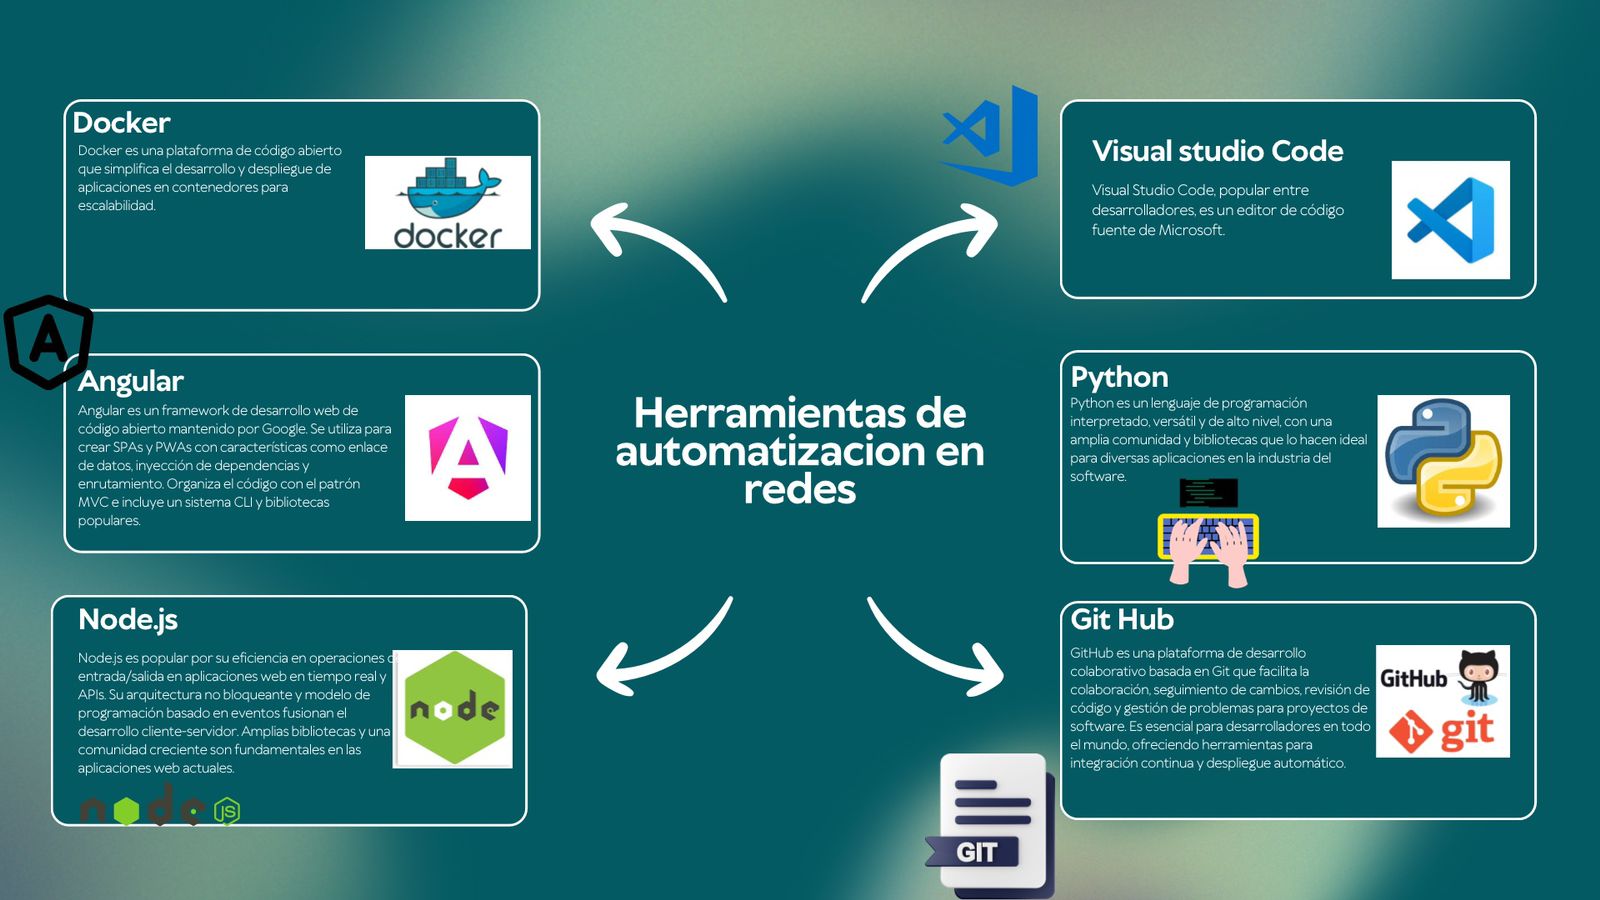 Docker
Docker es una plataforma de código abierto
que simplifica el desarrollo y despliegue de
aplicaciones en contenedores para
escalabilidad.
docker
Angular
Angular es un framework de desarrollo web de
código abierto mantenido por Google. Se utiliza para
crear SPAs y PWAs con características como enlace
de datos, inyección de dependencias y
enrutamiento. Organiza el código con el patrón
MVC e incluye un sistema CLI y bibliotecas
populares.
A
A
Node.js
Node.js es popular por su eficiencia en operaciones
entrada/salida en aplicaciones web en tiempo real y
APIs. Su arquitectura no bloqueante y modelo de
programación basado en eventos fusionan el
desarrollo cliente-servidor. Amplias bibliotecas y una
comunidad creciente son fundamentales en las
aplicaciones web actuales.
node
node JS
Herramientas de
automatizacion en
redes
Visual studio Code
Visual Studio Code, popular entre
desarrolladores, es un editor de código
fuente de Microsoft.
Python
Python es un lenguaje de programación
interpretado, versátil y de alto nivel, con una
amplia comunidad y bibliotecas que lo hacen ideal
para diversas aplicaciones en la industria del
software.
Git Hub
GitHub es una plataforma de desarrollo
colaborativo basada en Git que facilita la
colaboración, seguimiento de cambios, revisión de
código y gestión de problemas para proyectos de
software. Es esencial para desarrolladores en todo
el mundo, ofreciendo herramientas para
integración continua y despliegue automático.
GitHub
git
GIT